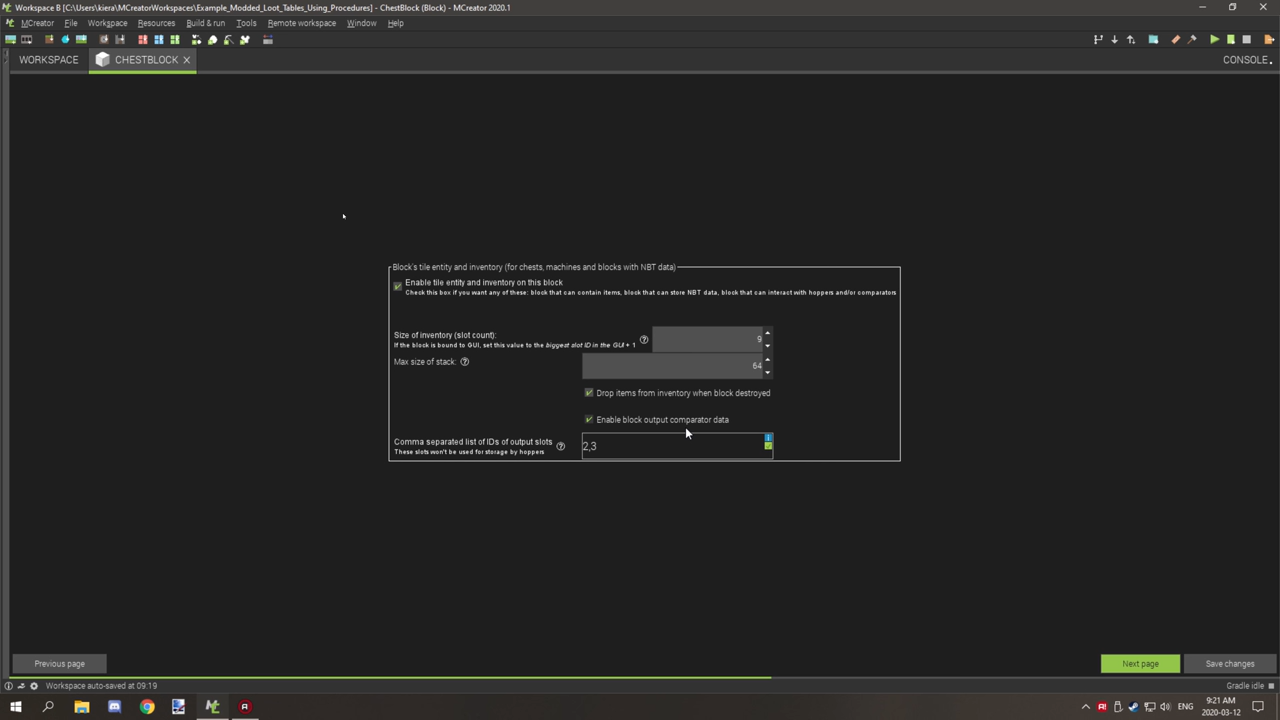 Workspace B [C:\Users\kiera\MCreatorWorkspaces\Example_Modded_Loot_Tables_Using_Procedures] - ChestBlock (Block) - MCreator 2020.1
MCreator File Workspace Resources Build & run Tools Remote workspace Window Help
WORKSPACE CHESTBLOCK CONSOLE
Block's tile entity and inventory (for chests, machines and blocks with NBT data)
Enable tile entity and inventory on this block
Check this box if you want any of these: block that can contain items, block that can store NBT data, block that can interact with hoppers and/or comparators
Size of inventory (slot count): 9
If the block is bound to GUI, set this value to the biggest slot ID in the GUI + 1
Max size of stack: 64
Drop items from inventory when block destroyed
Enable block output comparator data
Comma separated list of IDs of output slots 2,3
These slots won't be used for storage by hoppers
Previous page Next page Save changes
Workspace auto-saved at 09:19 Gradle idle
9:21 AM
ENG
2020-03-12